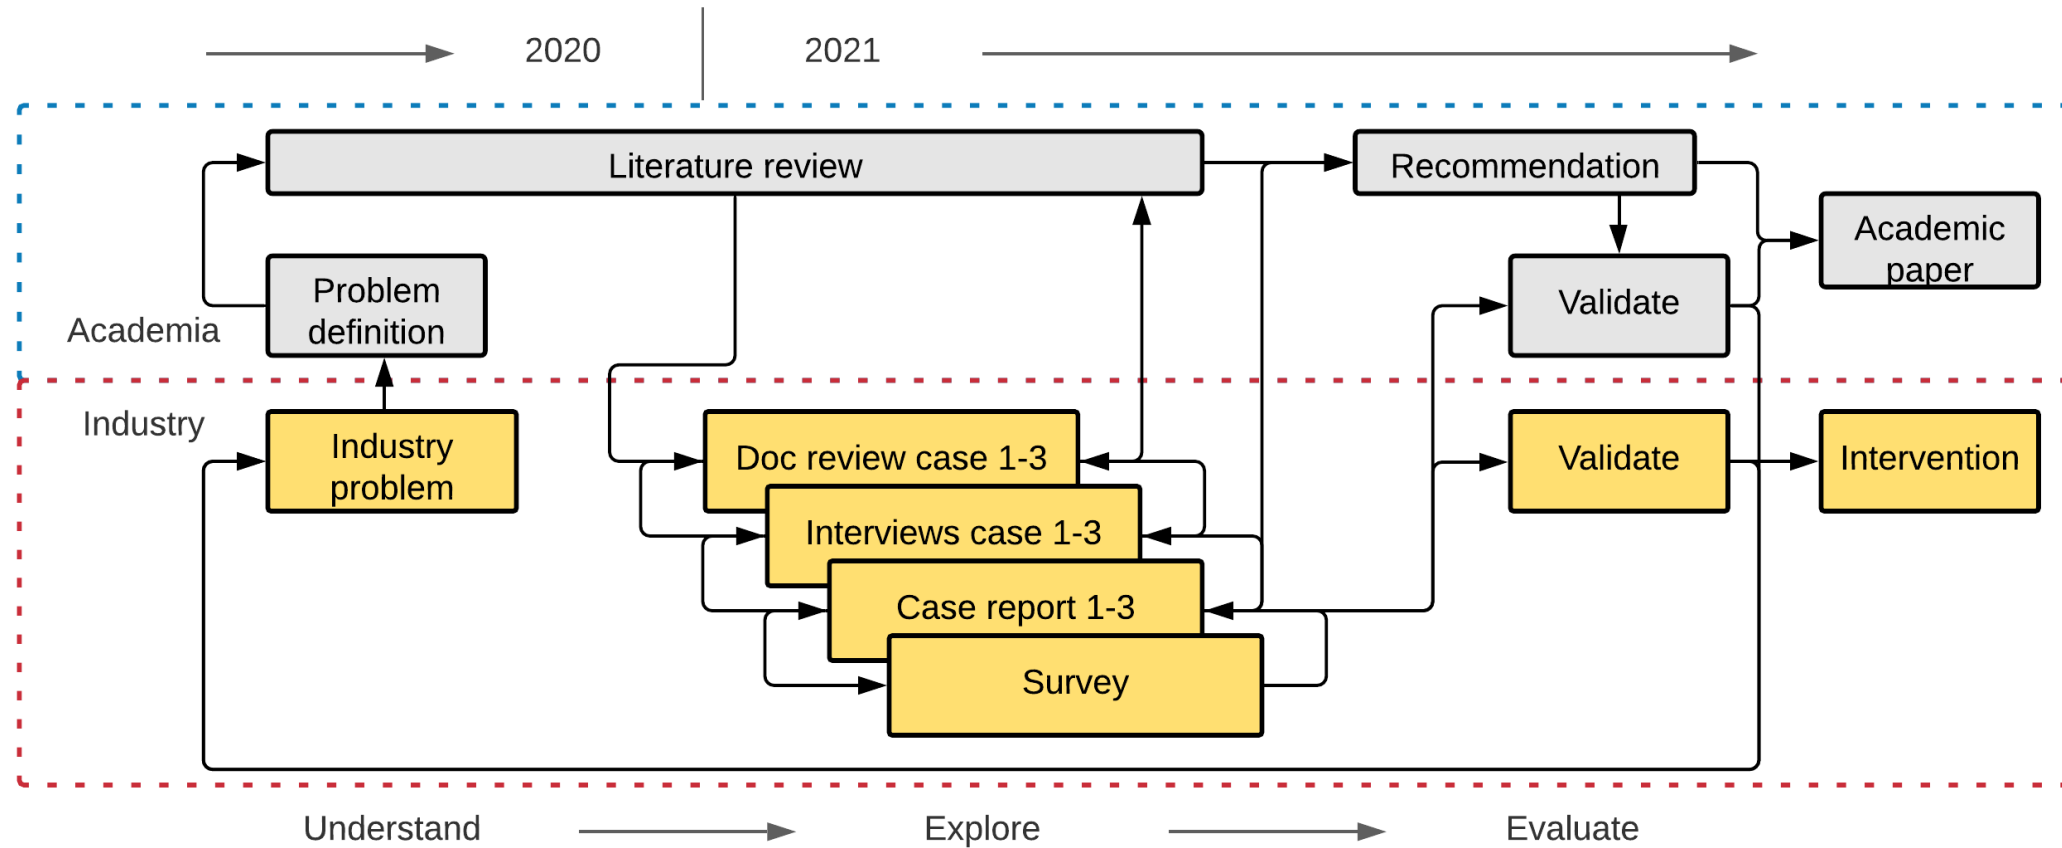 2020
2021
Literature review
Recommendation
Academic
paper
Problem
definition
Validate
Academia
Industry
Industry
problem
Doc review case 1-3
Validate
Intervention
Interviews case 1-3
Case report 1-3
Survey
Understand
Explore
Evaluate